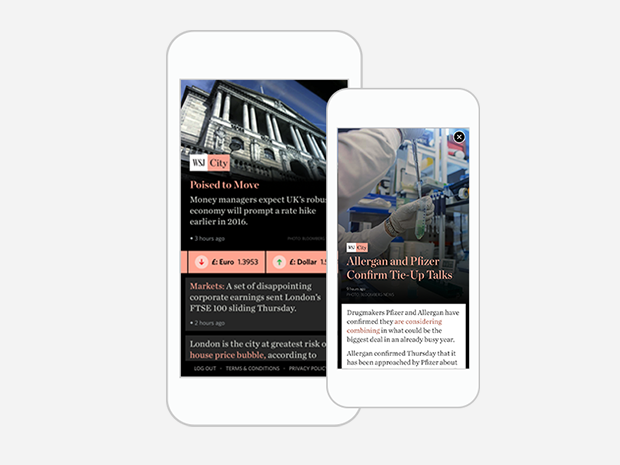 WSJ City
Poised to Move
Money managers expect UK's robus
economy will prompt a rate hike
earlier in 2016.
3 hours ago
PHOTO: BLOOMBERG
£: Euro 1.3953
£: Dollar 1.5
Markets: A set of disappointing
corporate earnings sent London's
FTSE 100 sliding Thursday.
2 hours ago
London is the city at greatest risk o
house price bubble, according to
LOG OUT - TERMS & CONDITIONS - PRIVACY POLICY
WSJ City
Allergan and Pfizer
Confirm Tie-Up Talks
hours ago
PHOTO: BLOOMBERG NEWS
Drugmakers Pfizer and Allergan have
confirmed they are considering
combining in what could be the
biggest deal in an already busy year.
Allergan confirmed Thursday that it
has been approached by Pfizer about